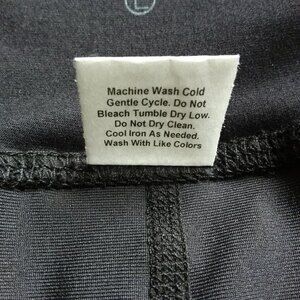 L
Machine Wash Cold
Gentle Cycle. Do Not
Bleach Tumble Dry Low.
Do Not Dry Clean.
Cool Iron As Needed.
Wash With Like Colors